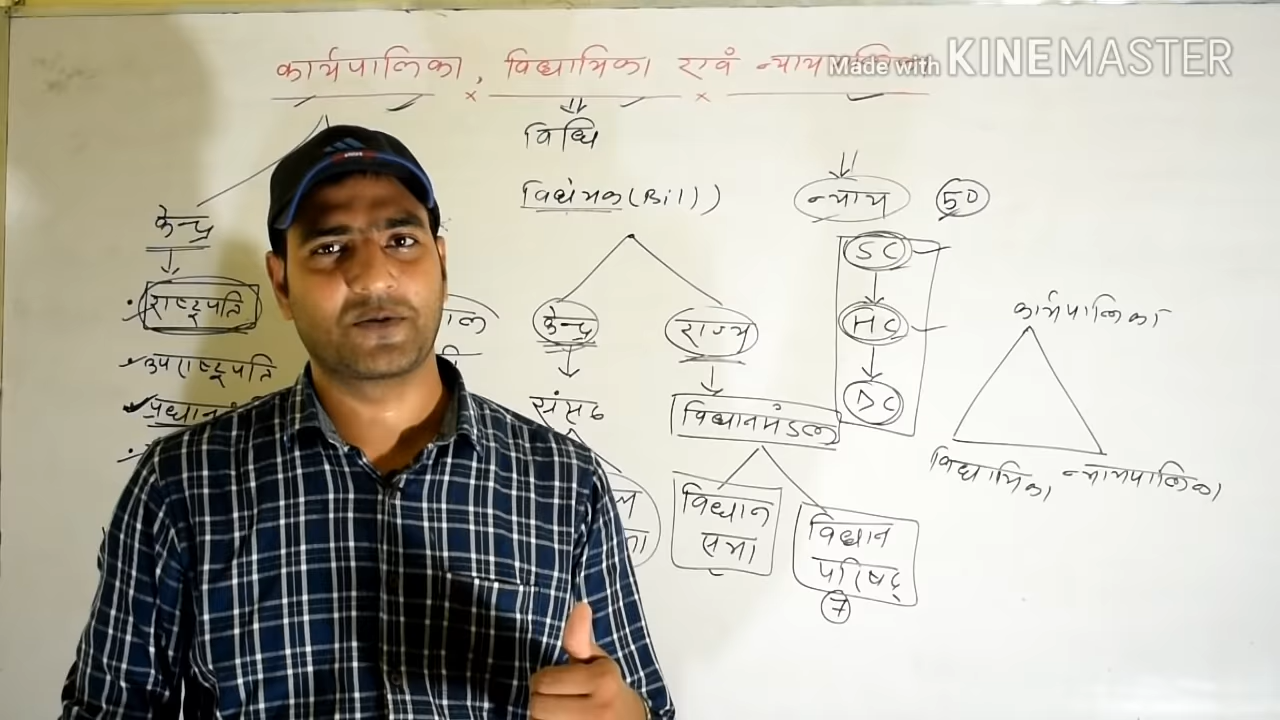 कार्यपालिका, विधायिका एवं
Made with KINEMASTER
विधि
विधेयक (Bill)
न्याय
50
केन्द्र
राष्ट्रपति
उपराष्ट्रपति
केन्द्र
राज्य
SC
HC
DC
संसद
विधानमंडल
विधान
सभा
विधान
परिषद्
7
कार्यपालिका
विधायिका
न्यायपालिका